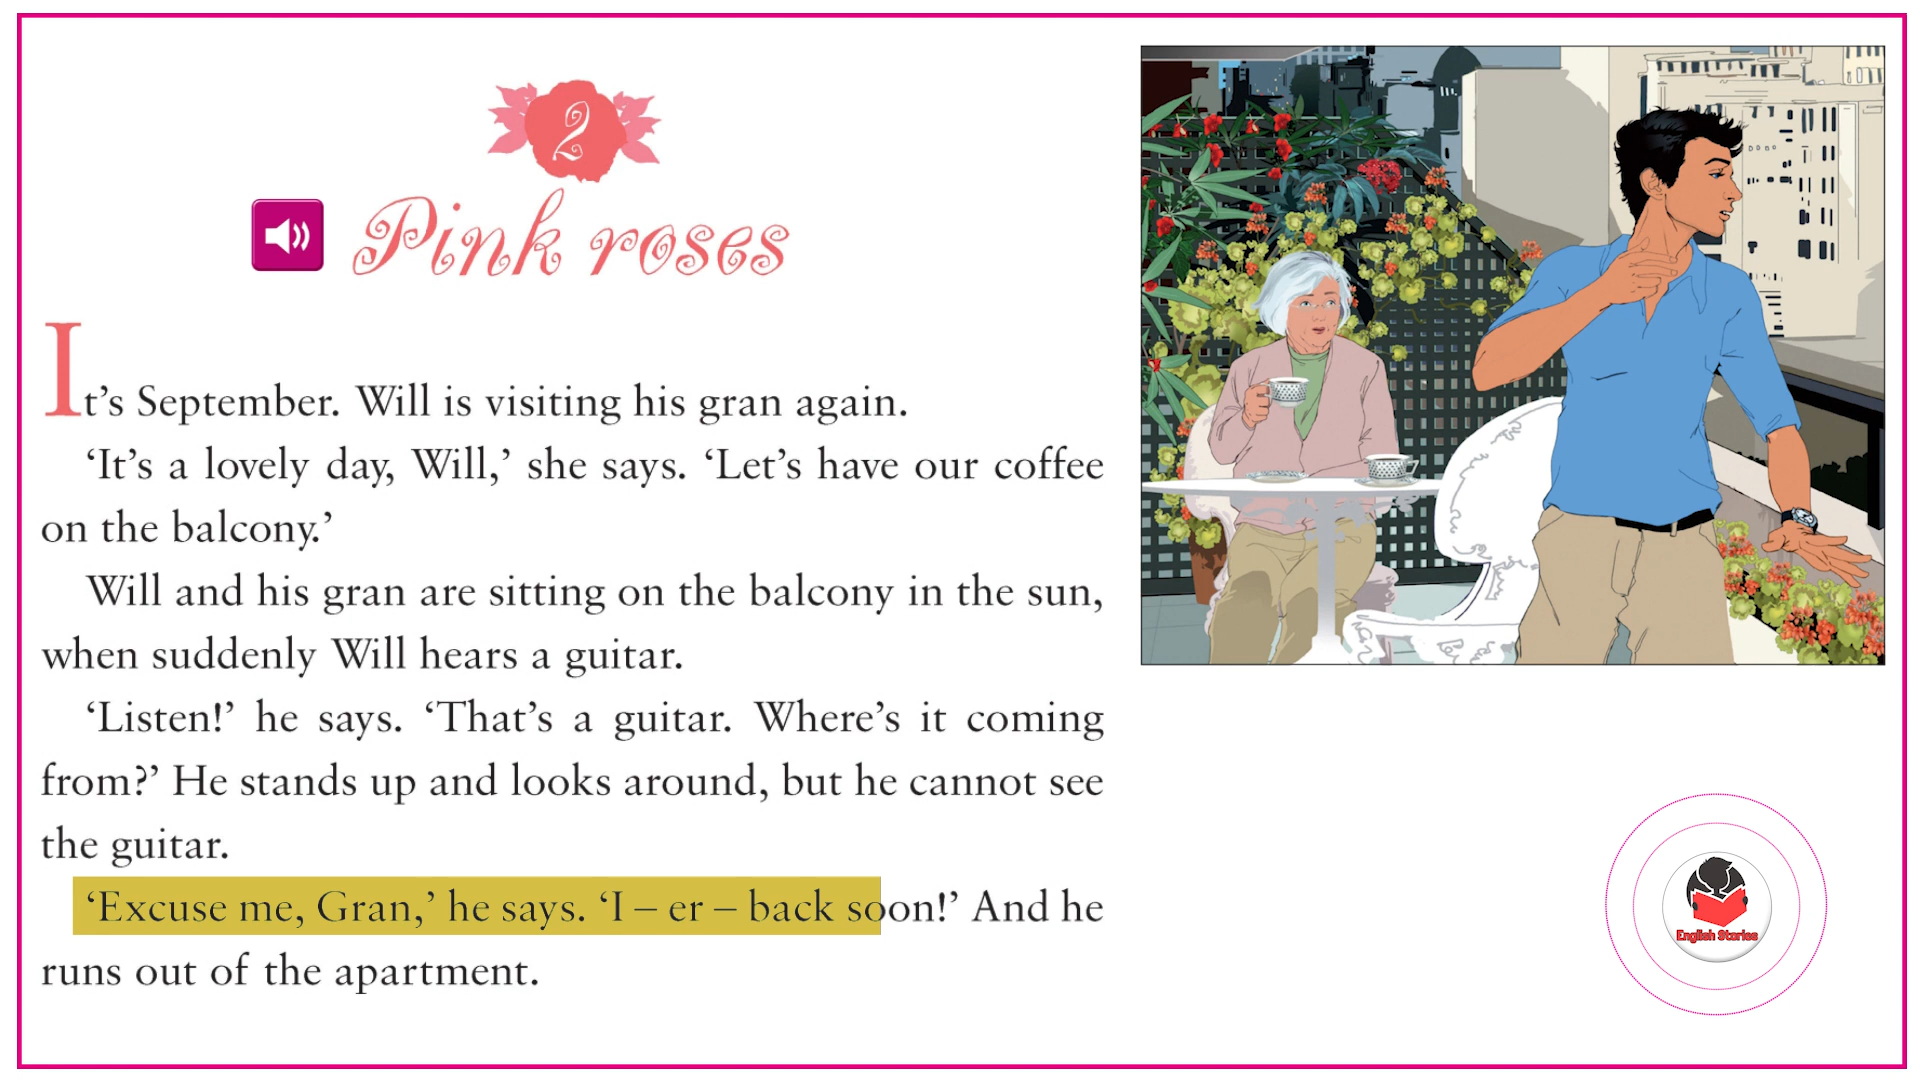 2
Pink roses
It’s September. Will is visiting his gran again.
‘It’s a lovely day, Will,’ she says. ‘Let’s have our coffee
on the balcony.’
Will and his gran are sitting on the balcony in the sun,
when suddenly Will hears a guitar.
‘Listen!’ he says. ‘That’s a guitar. Where’s it coming
from?’ He stands up and looks around, but he cannot see
the guitar.
‘Excuse me, Gran,’ he says. ‘I – er – back soon!’ And he
runs out of the apartment.
English Stories